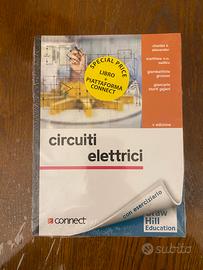 charles k.
alexander
matthew n.o.
sadiku
giambattista
gruosso
giancarlo
storti gajani
SPECIAL PRICE
LIBRO +
PIATTAFORMA
CONNECT
circuiti
elettrici
connect
con eserciziario
Graw
Hill
Education
subito